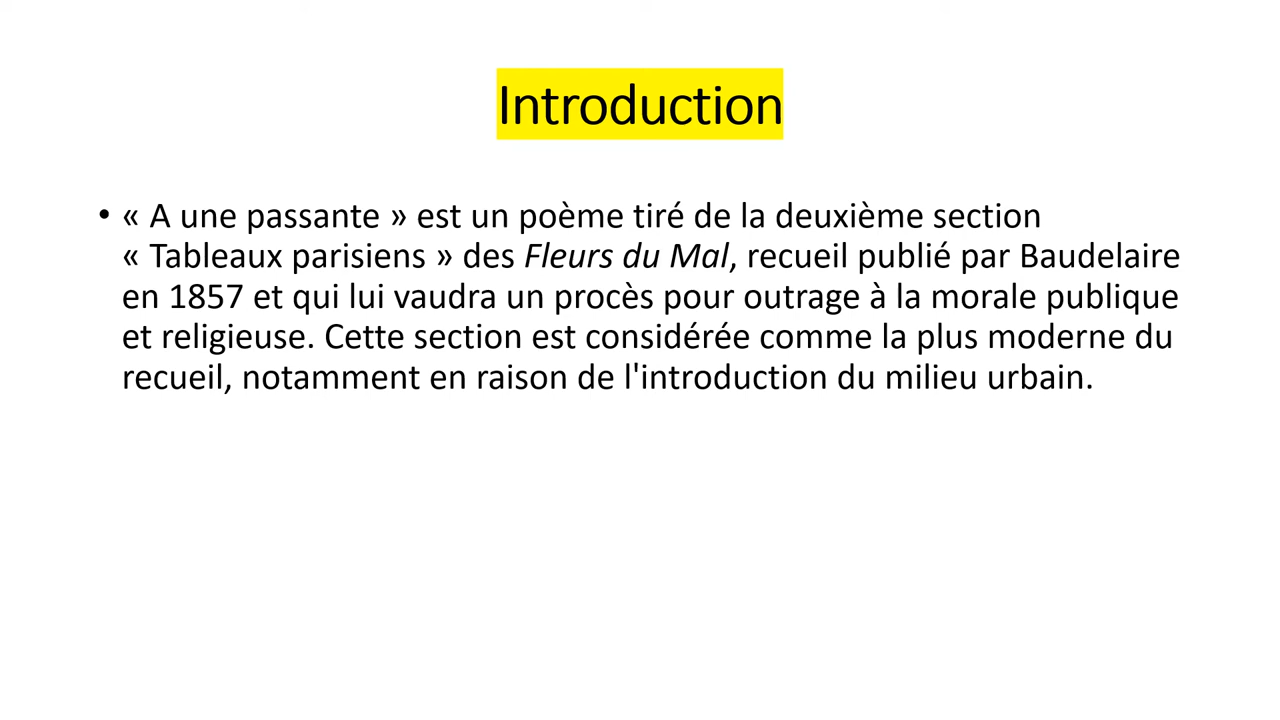 Introduction
• « A une passante » est un poème tiré de la deuxième section
« Tableaux parisiens » des Fleurs du Mal, recueil publié par Baudelaire
en 1857 et qui lui vaudra un procès pour outrage à la morale publique
et religieuse. Cette section est considérée comme la plus moderne du
recueil, notamment en raison de l'introduction du milieu urbain.